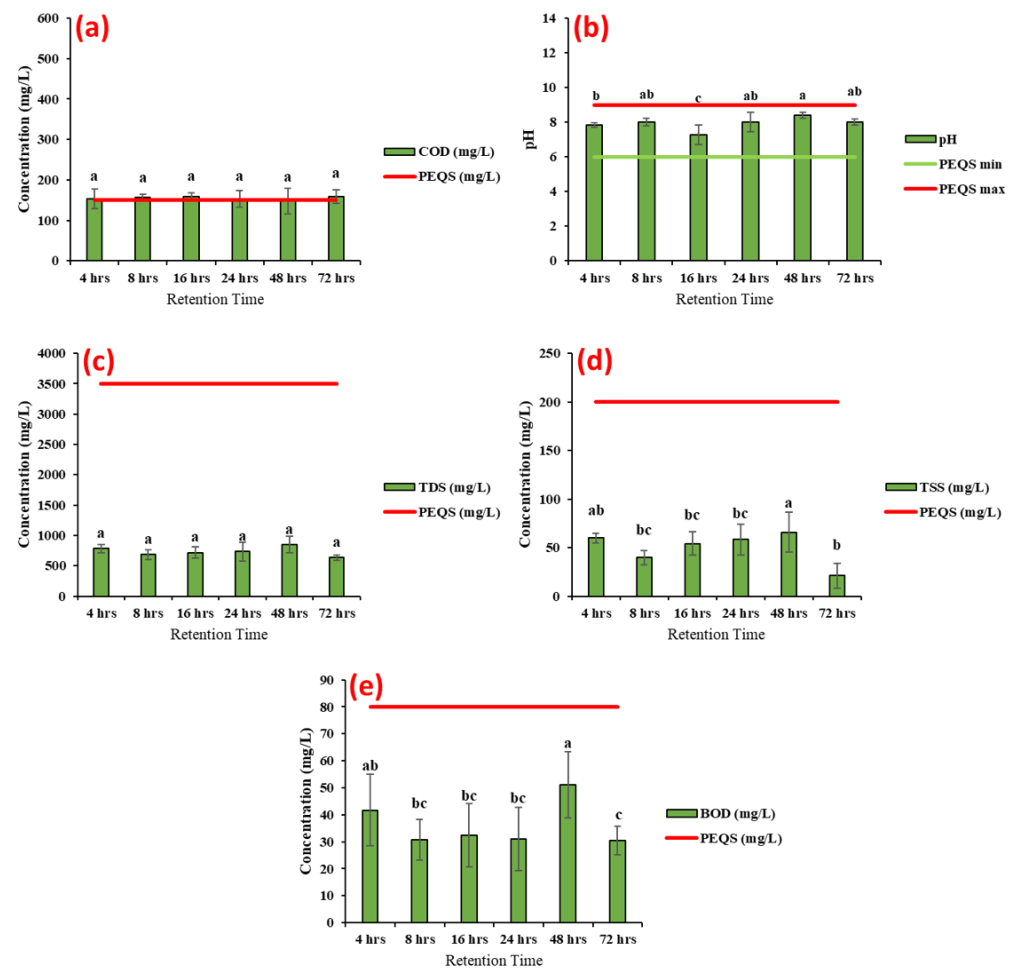 (a)
Concentration (mg/L)
600
500
400
300
200
100
0
a a a a a a
4 hrs 8 hrs 16 hrs 24 hrs 48 hrs 72 hrs
Retention Time
COD (mg/L)
PEQS (mg/L)
(b)
pH
14
12
10
8
6
4
2
0
b ab c ab a ab
4 hrs 8 hrs 16 hrs 24 hrs 48 hrs 72 hrs
Retention Time
pH
PEQS min
PEQS max
(c)
Concentration (mg/L)
4000
3500
3000
2500
2000
1500
1000
500
0
a a a a a a
4 hrs 8 hrs 16 hrs 24 hrs 48 hrs 72 hrs
Retention Time
TDS (mg/L)
PEQS (mg/L)
(d)
Concentration (mg/L)
250
200
150
100
50
0
ab bc bc bc a b
4 hrs 8 hrs 16 hrs 24 hrs 48 hrs 72 hrs
Retention Time
TSS (mg/L)
PEQS (mg/L)
(e)
Concentration (mg/L)
90
80
70
60
50
40
30
20
10
0
ab bc bc bc a c
4 hrs 8 hrs 16 hrs 24 hrs 48 hrs 72 hrs
Retention Time
BOD (mg/L)
PEQS (mg/L)